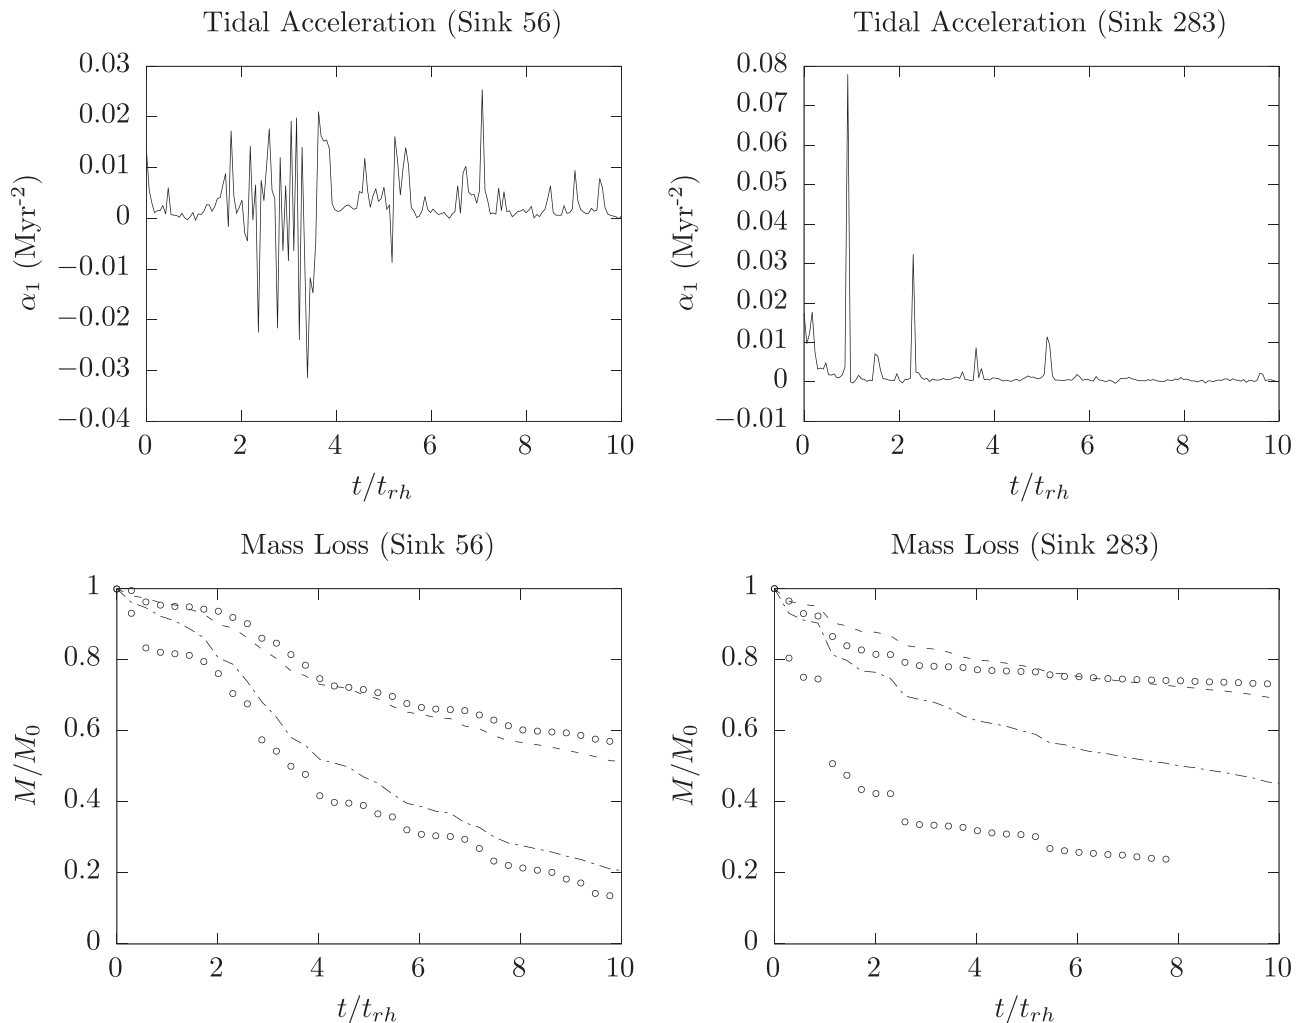 Tidal Acceleration (Sink 56)
0.03
0.02
0.01
0
−0.01
−0.02
−0.03
−0.04
α₁ (Myr⁻²)
0 2 4 6 8 10
t/tᵣₕ
Tidal Acceleration (Sink 283)
0.08
0.07
0.06
0.05
0.04
0.03
0.02
0.01
0
−0.01
α₁ (Myr⁻²)
0 2 4 6 8 10
t/tᵣₕ
Mass Loss (Sink 56)
1
0.8
0.6
0.4
0.2
0
M/M₀
0 2 4 6 8 10
t/tᵣₕ
Mass Loss (Sink 283)
1
0.8
0.6
0.4
0.2
0
M/M₀
0 2 4 6 8 10
t/tᵣₕ